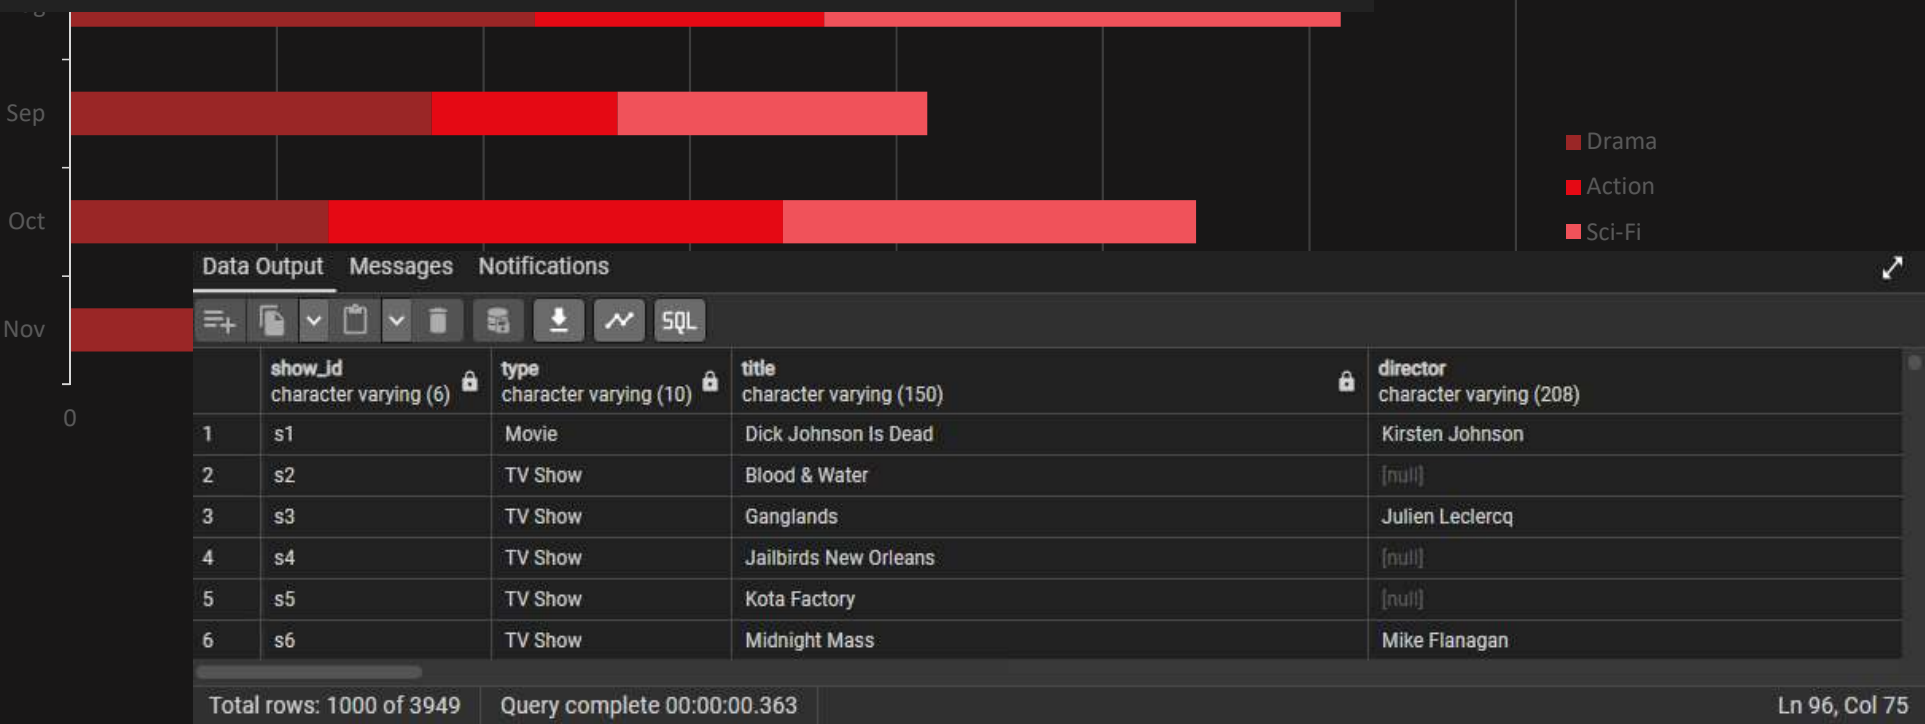 Sep
Drama
Action
Oct
Sci-Fi
Data Output Messages Notifications
SQL
Nov
show_id type title director
character varying (6) character varying (10) character varying (150) character varying (208)
0
1 s1 Movie Dick Johnson Is Dead Kirsten Johnson
2 s2 TV Show Blood & Water [null]
3 s3 TV Show Ganglands Julien Leclercq
4 s4 TV Show Jailbirds New Orleans [null]
5 s5 TV Show Kota Factory [null]
6 s6 TV Show Midnight Mass Mike Flanagan
Total rows: 1000 of 3949 Query complete 00:00:00.363 Ln 96, Col 75